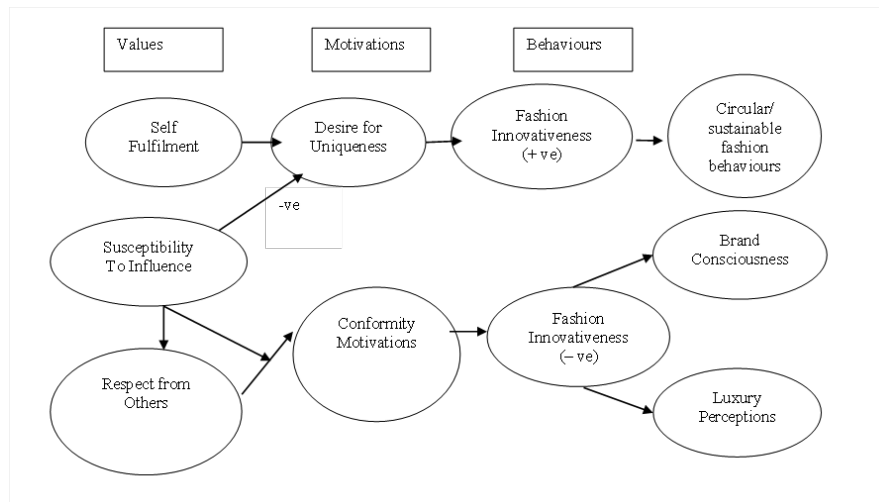 Values
Motivations
Behaviours
Self
Fulfilment
Desire for
Uniqueness
Fashion
Innovativeness
(+ve)
Circular/
sustainable
fashion
behaviours
-ve
Susceptibility
To Influence
Brand
Consciousness
Conformity
Motivations
Fashion
Innovativeness
(– ve)
Respect from
Others
Luxury
Perceptions